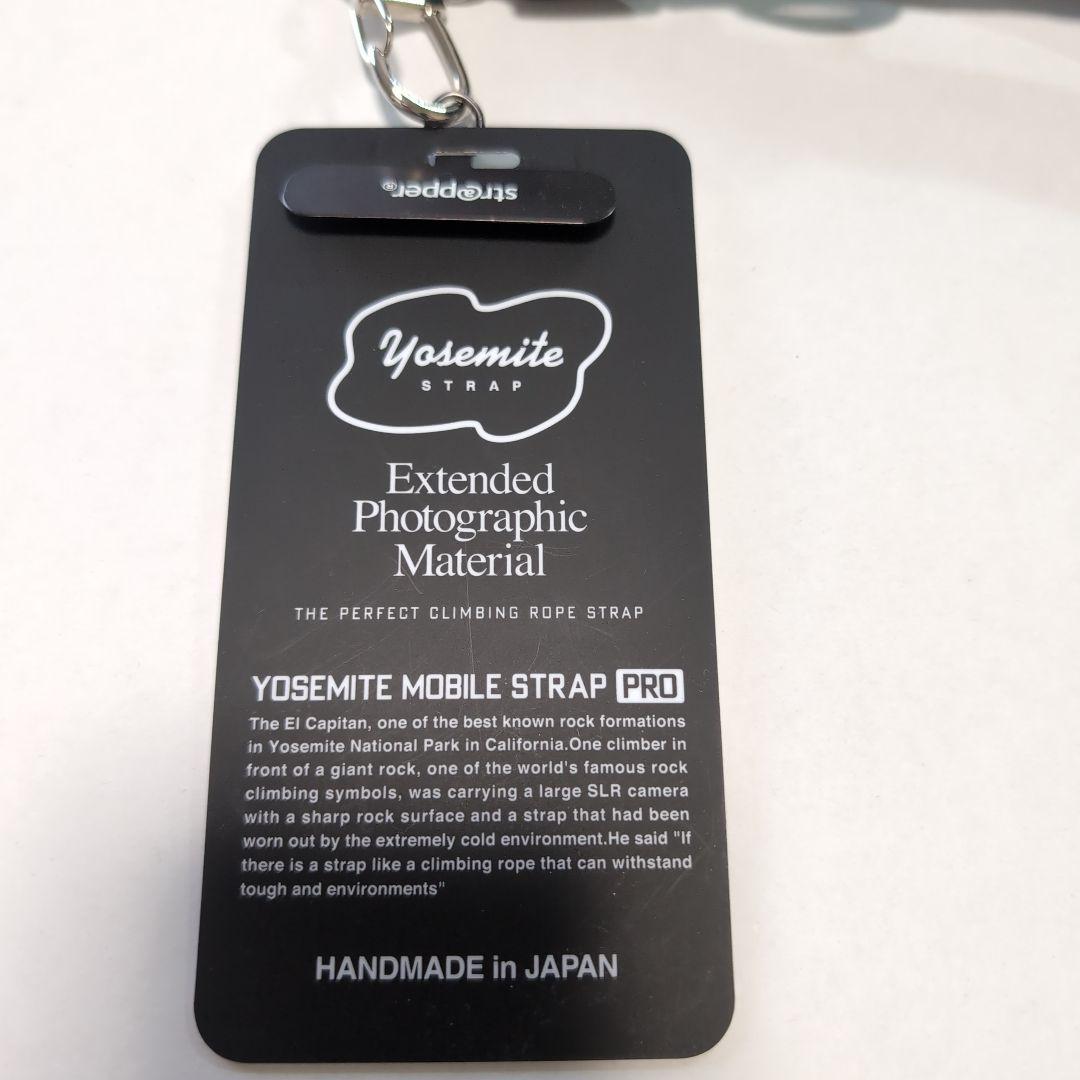 str@pper®
Yosemite
STRAP
Extended
Photographic
Material
THE PERFECT CLIMBING ROPE STRAP
YOSEMITE MOBILE STRAP PRO
The El Capitan, one of the best known rock formations
in Yosemite National Park in California.One climber in
front of a giant rock, one of the world's famous rock
climbing symbols, was carrying a large SLR camera
with a sharp rock surface and a strap that had been
worn out by the extremely cold environment.He said "If
there is a strap like a climbing rope that can withstand
tough and environments"
HANDMADE in JAPAN